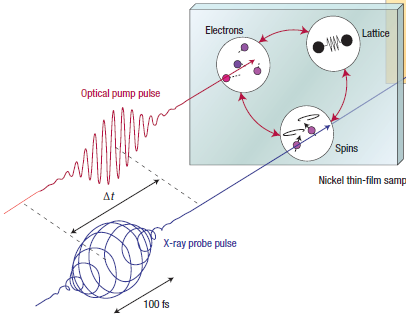 Electrons
Lattice
Optical pump pulse
Spins
Δt
Nickel thin-film samp
X-ray probe pulse
100 fs